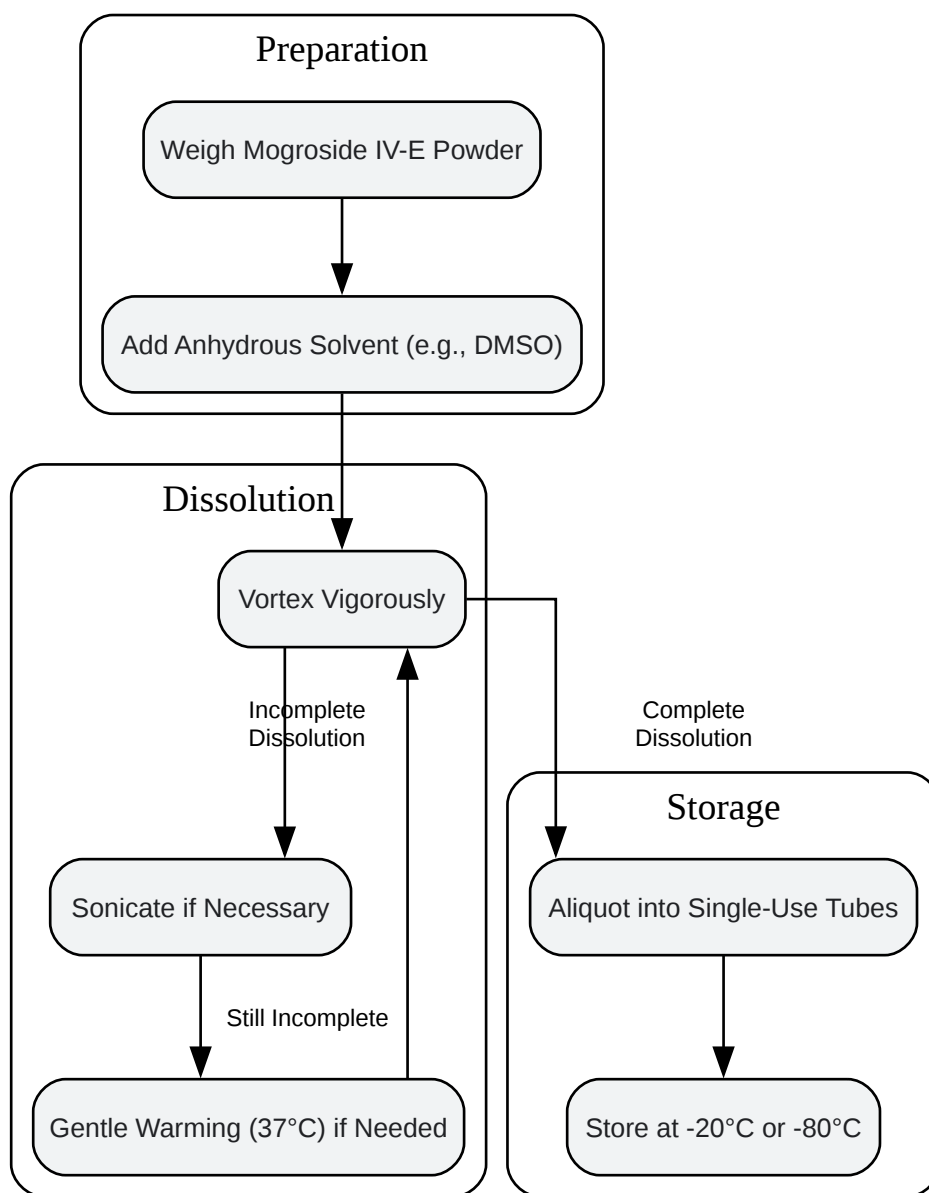 Preparation
Weigh Mogroside IV-E Powder
Add Anhydrous Solvent (e.g., DMSO)
Dissolution
Vortex Vigorously
Incomplete
Dissolution
Complete
Dissolution
Storage
Sonicate if Necessary
Aliquot into Single-Use Tubes
Still Incomplete
Gentle Warming (37°C) if Needed
Store at -20°C or -80°C